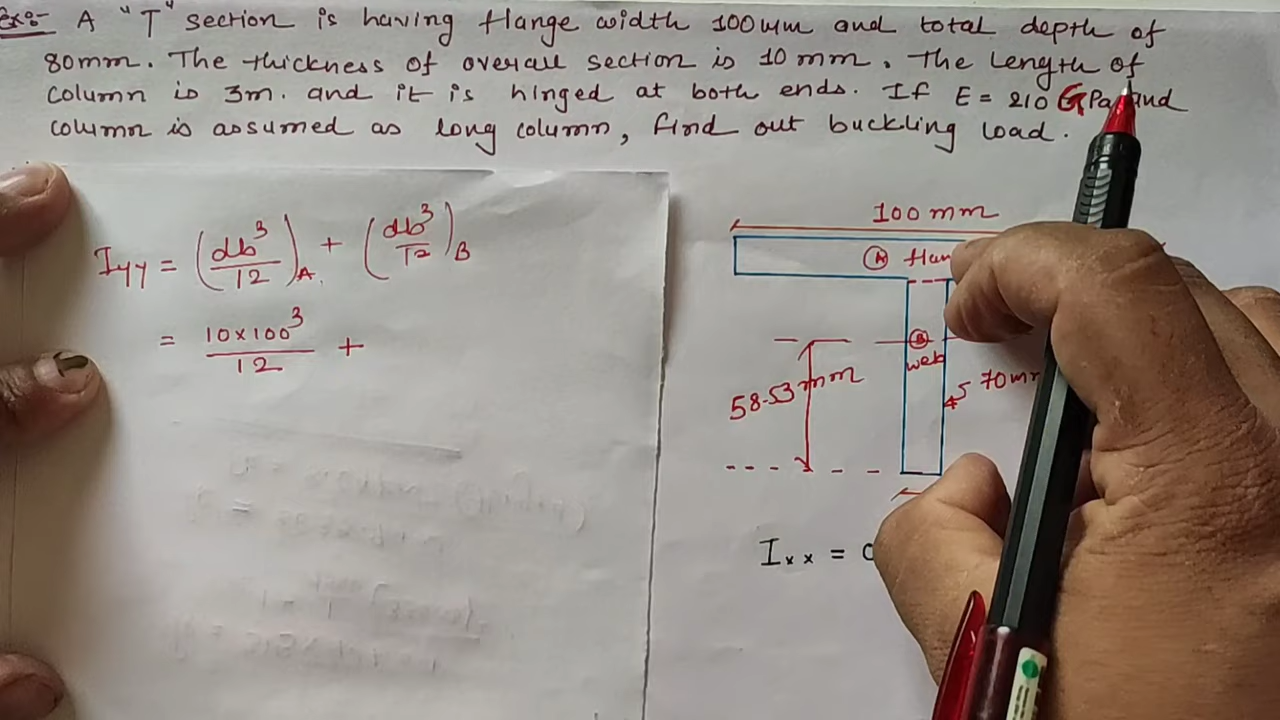 Ex:- A "T" section is having flange width 100mm and total depth of
80mm. The thickness of overall section is 10mm. The length of
column is 3m. and it is hinged at both ends. If E = 210 GPa and
column is assumed as long column, find out buckling load.
Iyy = (db³/12)A + (db³/12)B
= 10×100³/12 +
100 mm
Ⓐ flan
Ⓑ
web
58.53 mm
70m
Ixx =